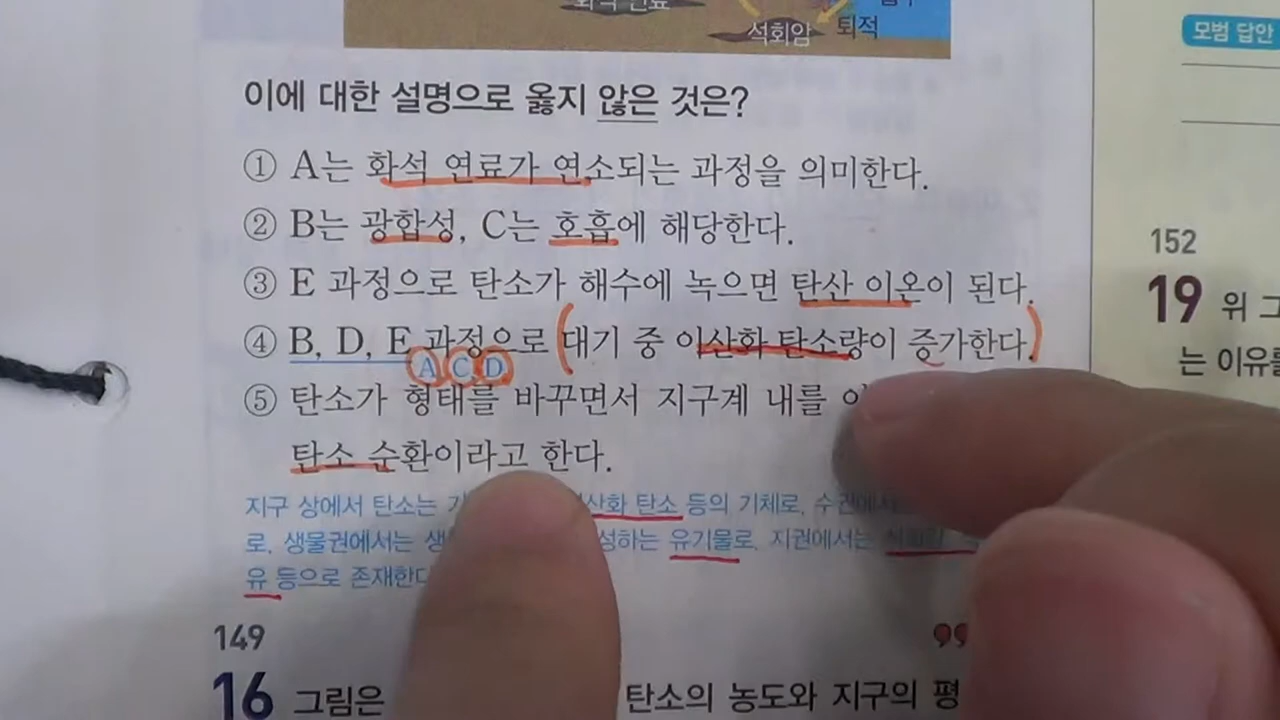 석회암
퇴적
모범 답안
이에 대한 설명으로 옳지 않은 것은?
① A는 화석 연료가 연소되는 과정을 의미한다.
② B는 광합성, C는 호흡에 해당한다.
③ E 과정으로 탄소가 해수에 녹으면 탄산 이온이 된다.
④ B, D, E 과정으로 (대기 중 이산화 탄소량이 증가한다.)
A C D
⑤ 탄소가 형태를 바꾸면서 지구계 내를
탄소 순환이라고 한다.
지구 상에서 탄소는 탄소 등의 기체로, 수권에서
로, 생물권에서는 유기물로, 지권에서는
유 등으로 존재한다
149
16 그림은 탄소의 농도와 지구의 평
152
19 위 그
는 이유를